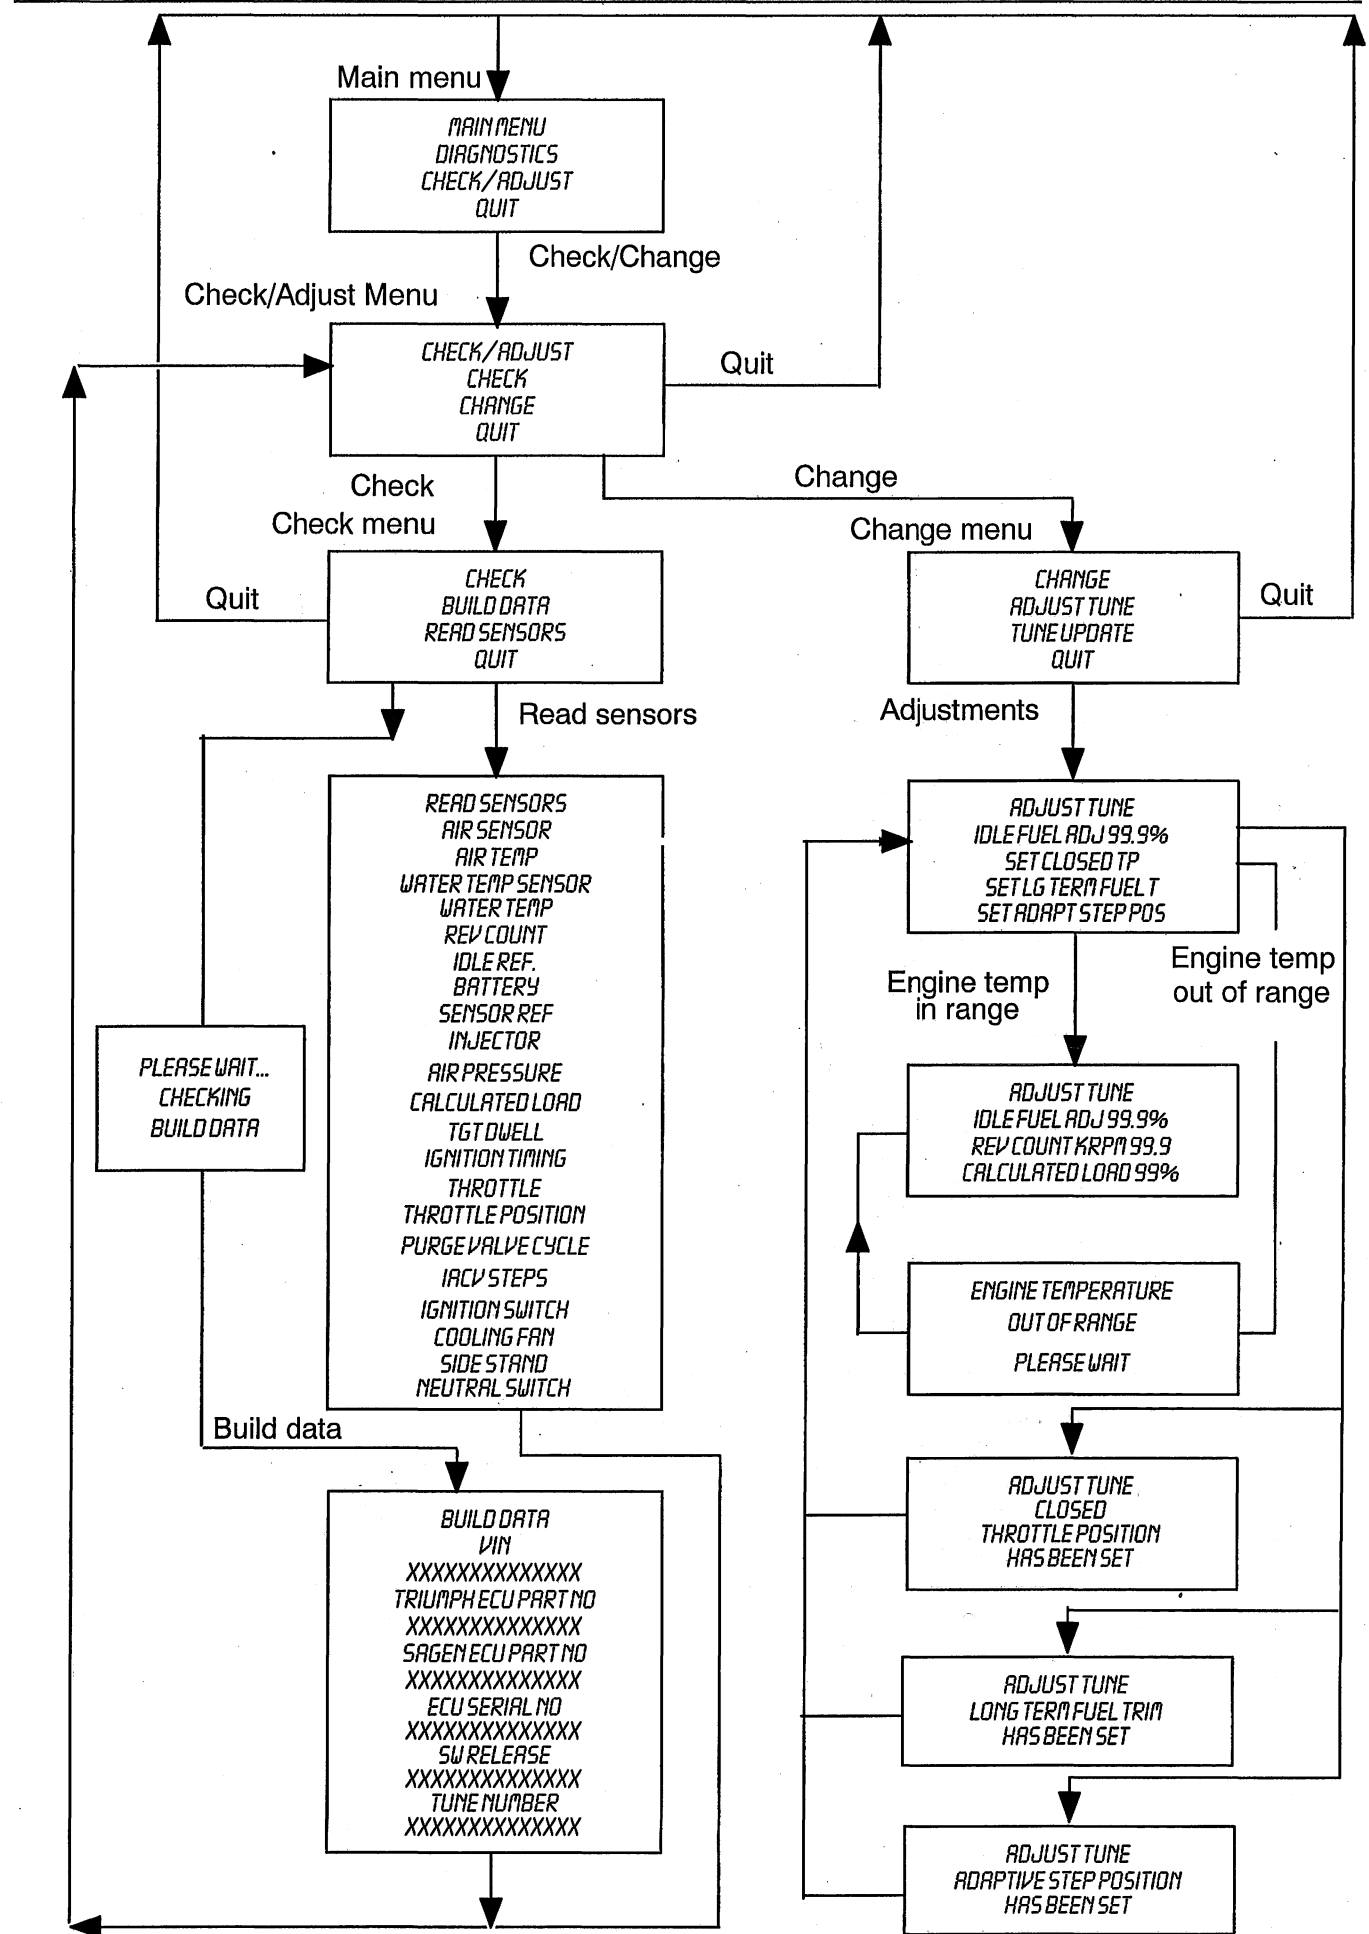 Main menu
MAIN MENU
DIAGNOSTICS
CHECK/ADJUST
QUIT
Check/Change
Check/Adjust Menu
CHECK/ADJUST
CHECK
CHANGE
QUIT
Quit
Check
Check menu
Change
Change menu
CHECK
BUILD DATA
READ SENSORS
QUIT
Quit
CHANGE
ADJUST TUNE
TUNE UPDATE
QUIT
Quit
Read sensors
Adjustments
READ SENSORS
AIR SENSOR
AIR TEMP
WATER TEMP SENSOR
WATER TEMP
REV COUNT
IDLE REF.
BATTERY
SENSOR REF
INJECTOR
AIR PRESSURE
CALCULATED LOAD
TGT DWELL
IGNITION TIMING
THROTTLE
THROTTLE POSITION
PURGE VALVE CYCLE
IACV STEPS
IGNITION SWITCH
COOLING FAN
SIDE STAND
NEUTRAL SWITCH
PLEASE WAIT...
CHECKING
BUILD DATA
Build data
BUILD DATA
VIN
XXXXXXXXXXXXXX
TRIUMPH ECU PART NO
XXXXXXXXXXXXXX
SAGEN ECU PART NO
XXXXXXXXXXXXXX
ECU SERIAL NO
XXXXXXXXXXXXXX
SW RELEASE
XXXXXXXXXXXXXX
TUNE NUMBER
XXXXXXXXXXXXXX
ADJUST TUNE
IDLE FUEL ADJ 99.9%
SET CLOSED TP
SET LG TERM FUEL T
SET ADAPT STEP POS
Engine temp
in range
Engine temp
out of range
ADJUST TUNE
IDLE FUEL ADJ 99.9%
REV COUNT KRPM 99.9
CALCULATED LOAD 99%
ENGINE TEMPERATURE
OUT OF RANGE
PLEASE WAIT
ADJUST TUNE
CLOSED
THROTTLE POSITION
HAS BEEN SET
ADJUST TUNE
LONG TERM FUEL TRIM
HAS BEEN SET
ADJUST TUNE
ADAPTIVE STEP POSITION
HAS BEEN SET